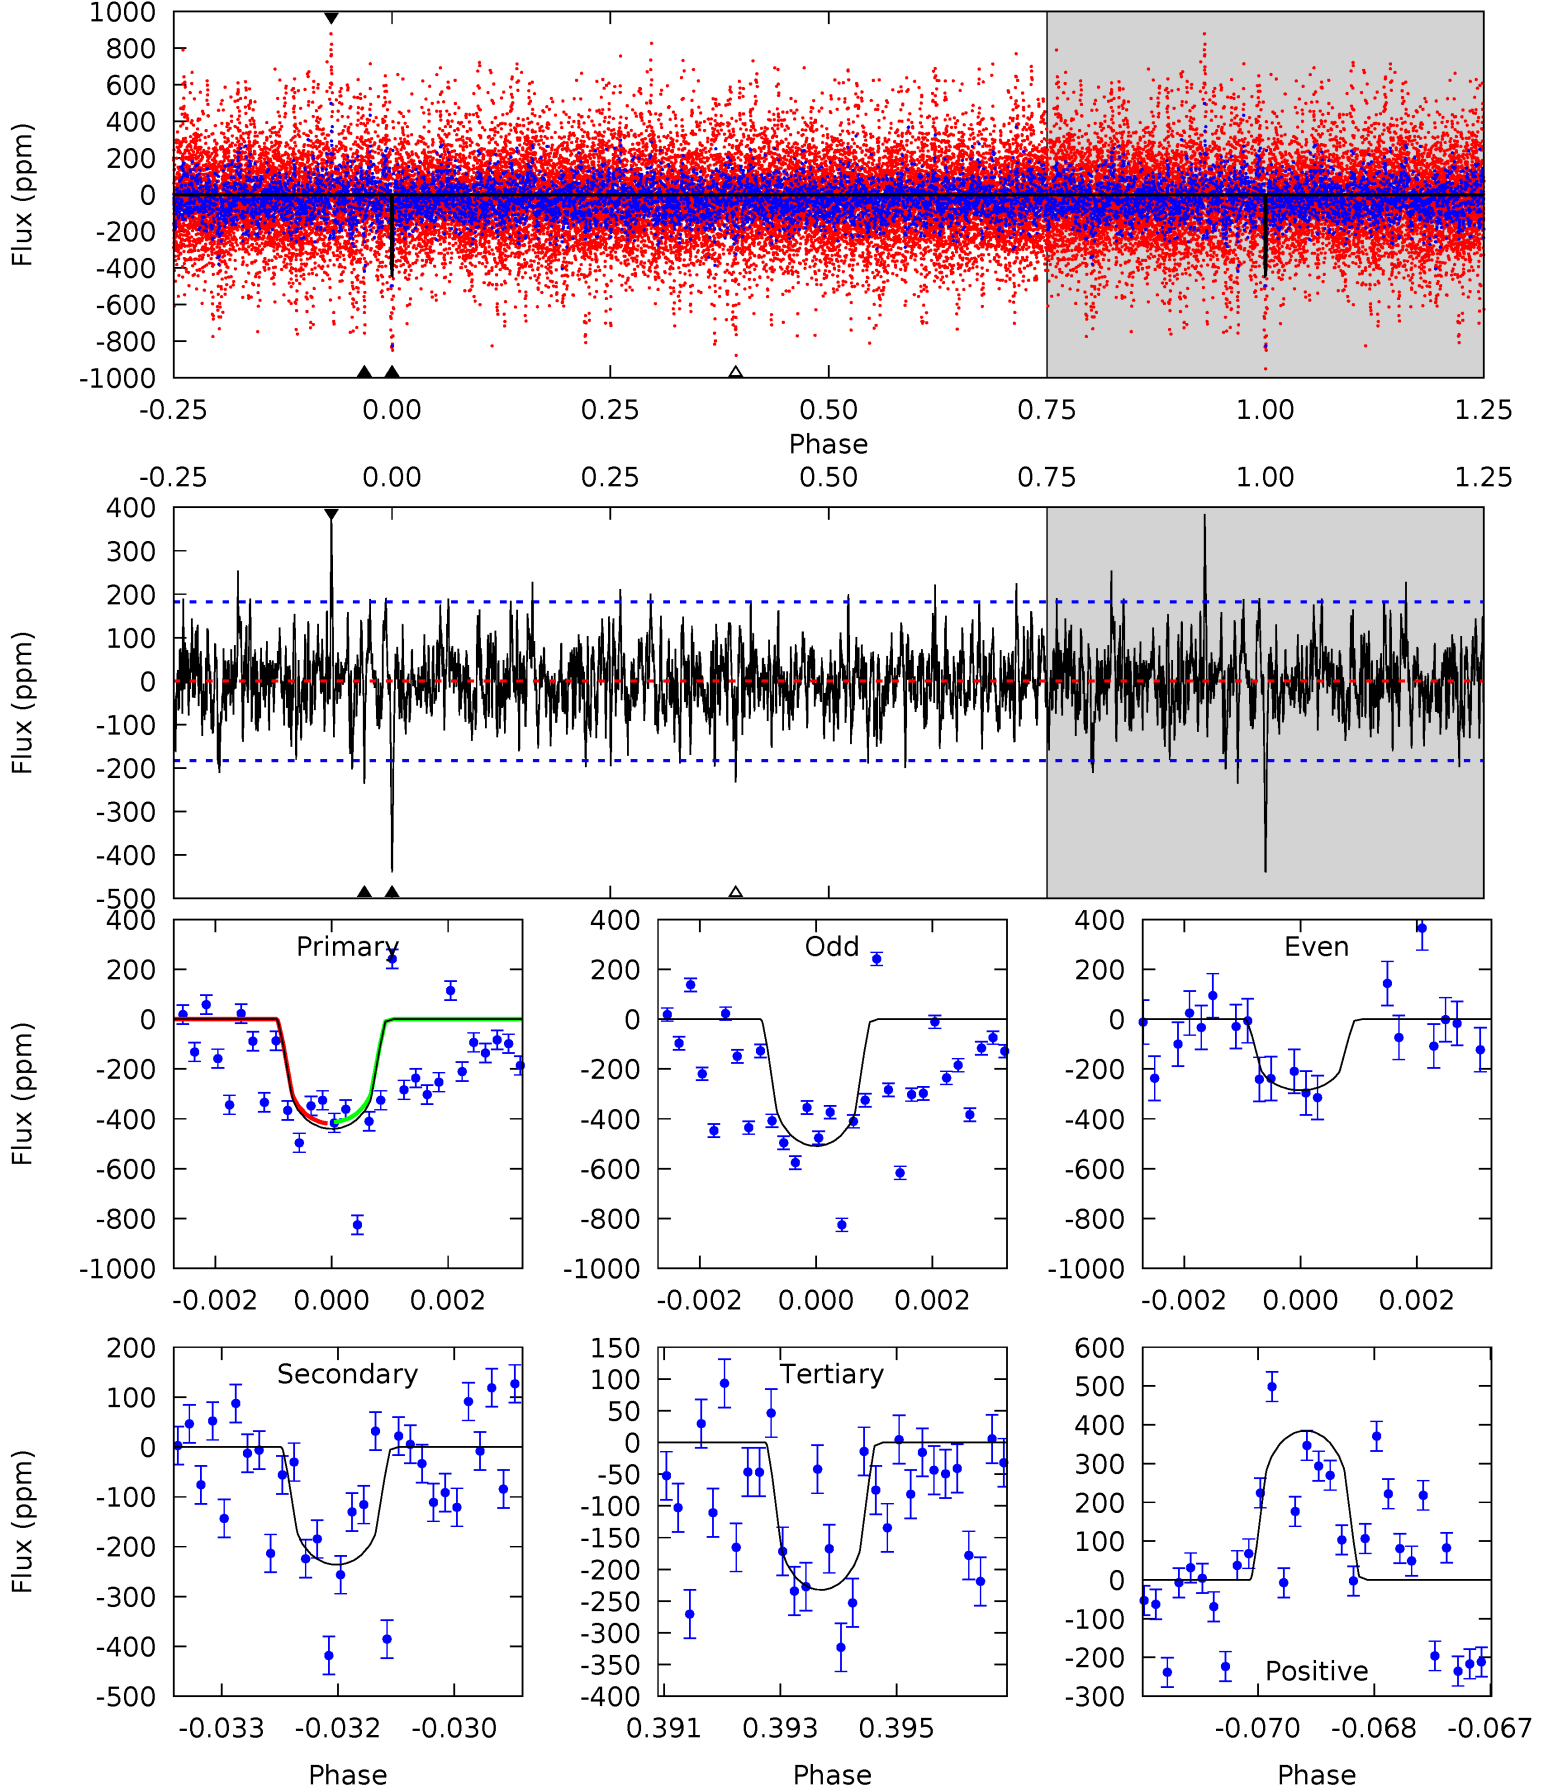 1000
800
600
400
200
0
-200
-400
-600
-800
-1000
Flux (ppm)
-0.25 0.00 0.25 0.50 0.75 1.00 1.25
Phase
-0.25 0.00 0.25 0.50 0.75 1.00 1.25
400
300
200
100
0
-100
-200
-300
-400
-500
Flux (ppm)
Primary Odd Even
400 400 400
200 200 200
0 0 0
-200 -200 -200
-400 -400 -400
-600 -600 -600
-800 -800 -800
-1000 -1000 -1000
Flux (ppm)
-0.002 0.000 0.002 -0.002 0.000 0.002 -0.002 0.000 0.002
Secondary Tertiary Positive
200
100
0
-100
-200
-300
-400
-500
Flux (ppm)
150
100
50
0
-50
-100
-150
-200
-250
-300
-350
-400
600
500
400
300
200
100
0
-100
-200
-300
-0.033 -0.032 -0.030 0.391 0.393 0.395 -0.070 -0.068 -0.067
Phase Phase Phase